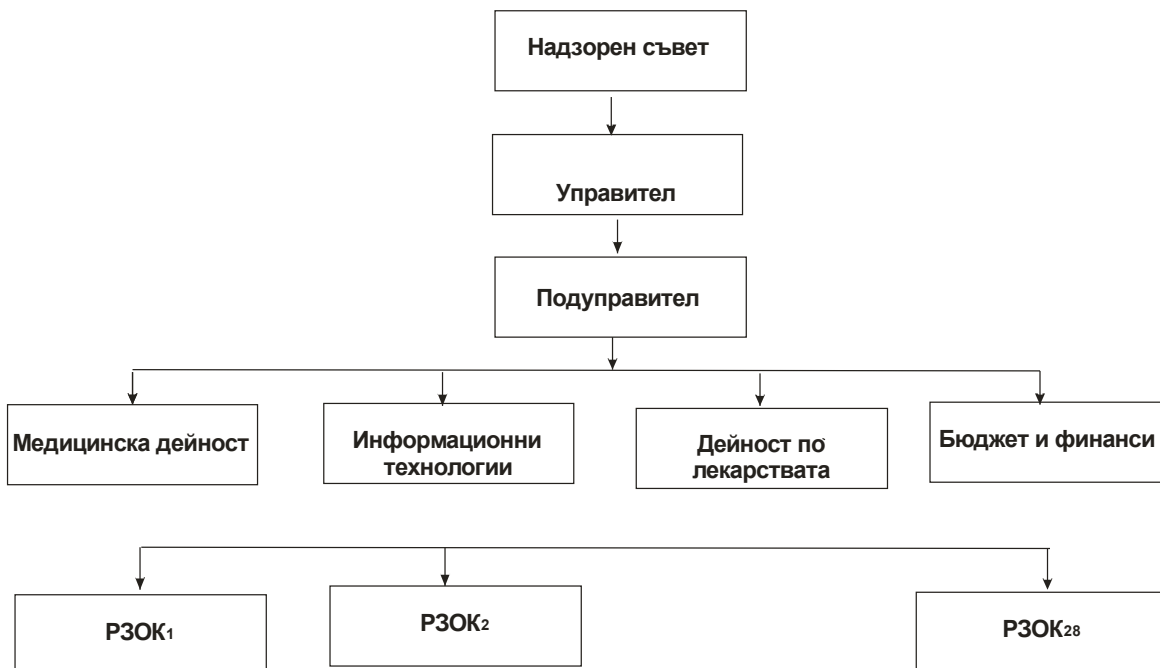 Надзорен съвет
Управител
Подуправител
Медицинска дейност
Информационни
технологии
Дейност по
лекарствата
Бюджет и финанси
РЗОК1
РЗОК2
РЗОК28